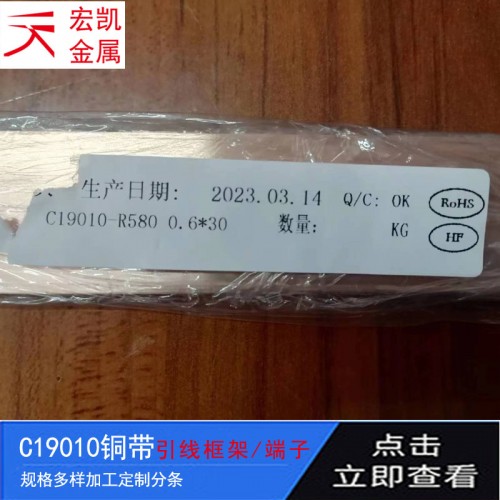 宏凯
金属
生产日期: 2023.03.14 Q/C: OK RoHS
C19010-R580 0.6*30 数量: KG HF
C19010铜带引线框架/端子
规格多样加工定制分条
点击
立即查看